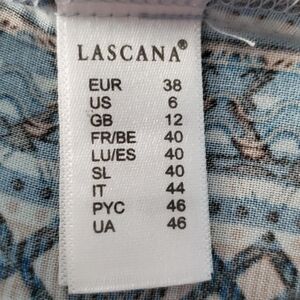 LASCANA®
EUR 38
US 6
GB 12
FR/BE 40
LU/ES 40
SL 40
IT 44
PYC 46
UA 46